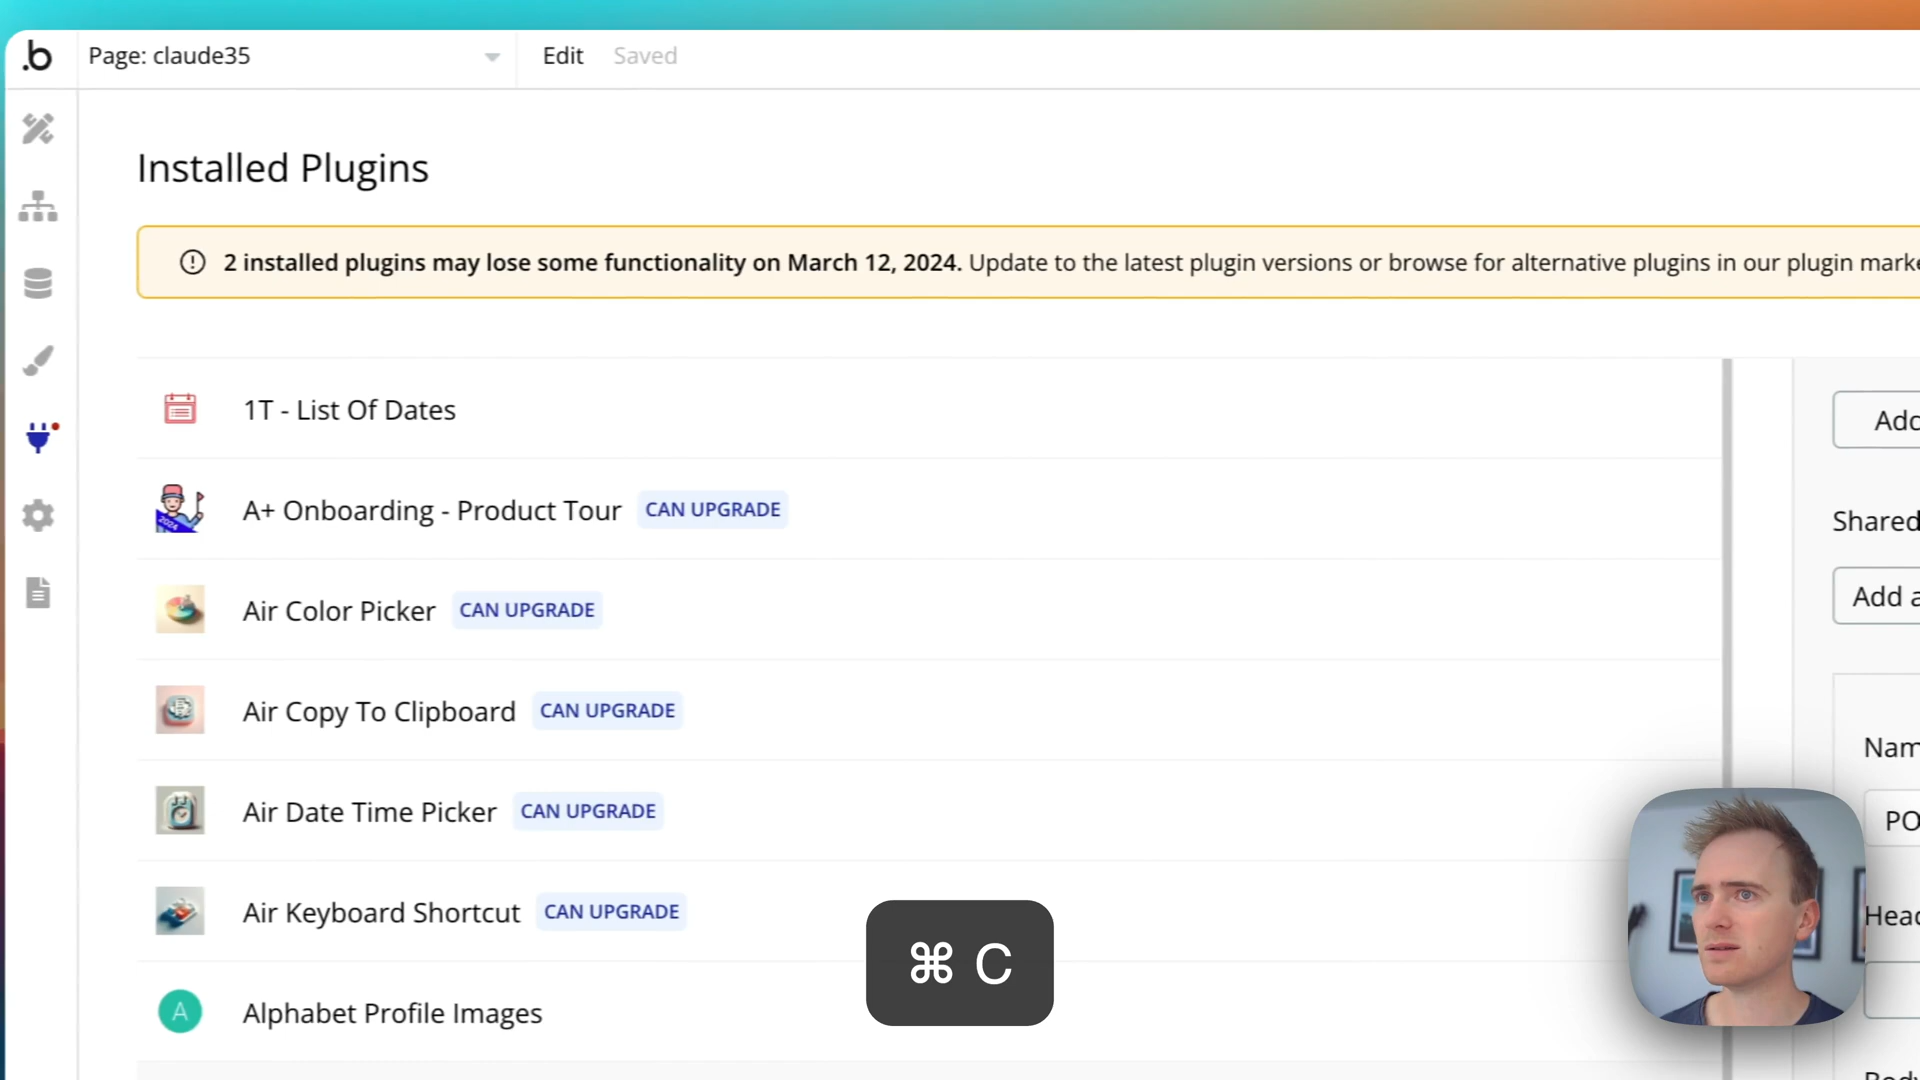 .b
Page: claude35
Edit
Saved
Installed Plugins
2 installed plugins may lose some functionality on March 12, 2024. Update to the latest plugin versions or browse for alternative plugins in our plugin
1T - List Of Dates
A+ Onboarding - Product Tour CAN UPGRADE
2024
Air Color Picker CAN UPGRADE
Air Copy To Clipboard CAN UPGRADE
Air Date Time Picker CAN UPGRADE
Air Keyboard Shortcut CAN UPGRADE
A
Alphabet Profile Images
Shared
Add
⌘ C